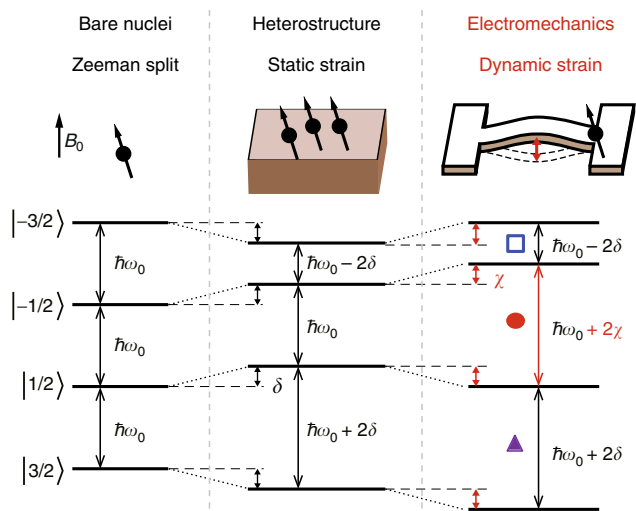 Bare nuclei
Zeeman split
Heterostructure
Static strain
Electromechanics
Dynamic strain
B₀
|−3/2⟩
|−1/2⟩
|1/2⟩
|3/2⟩
ħω₀
ħω₀
ħω₀
ħω₀ − 2δ
ħω₀
δ
ħω₀ + 2δ
ħω₀ − 2δ
χ
ħω₀ + 2χ
ħω₀ + 2δ